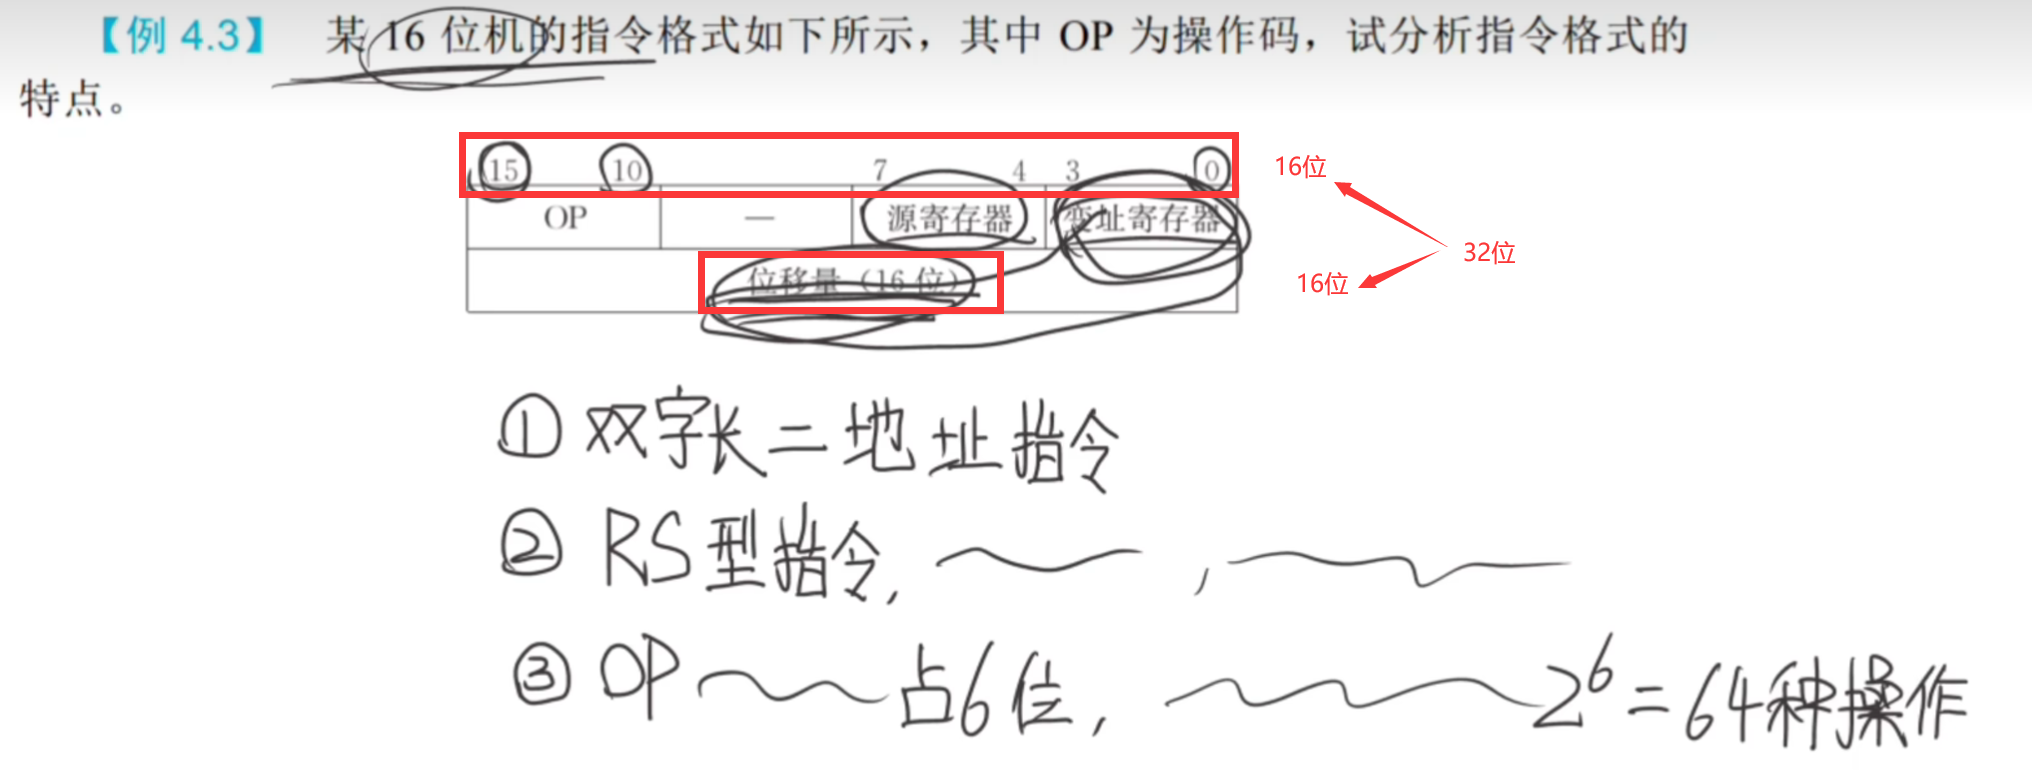 【例 4.3】 某 16 位机的指令格式如下所示，其中 OP 为操作码，试分析指令格式的
特点。
15 10 7 4 3 0 16位
OP — 源寄存器 变址寄存器
32位
位移量（16 位） 16位
① 双字长二地址指令
② RS型指令, ,
③ OP 占6位, 2⁶=64种操作